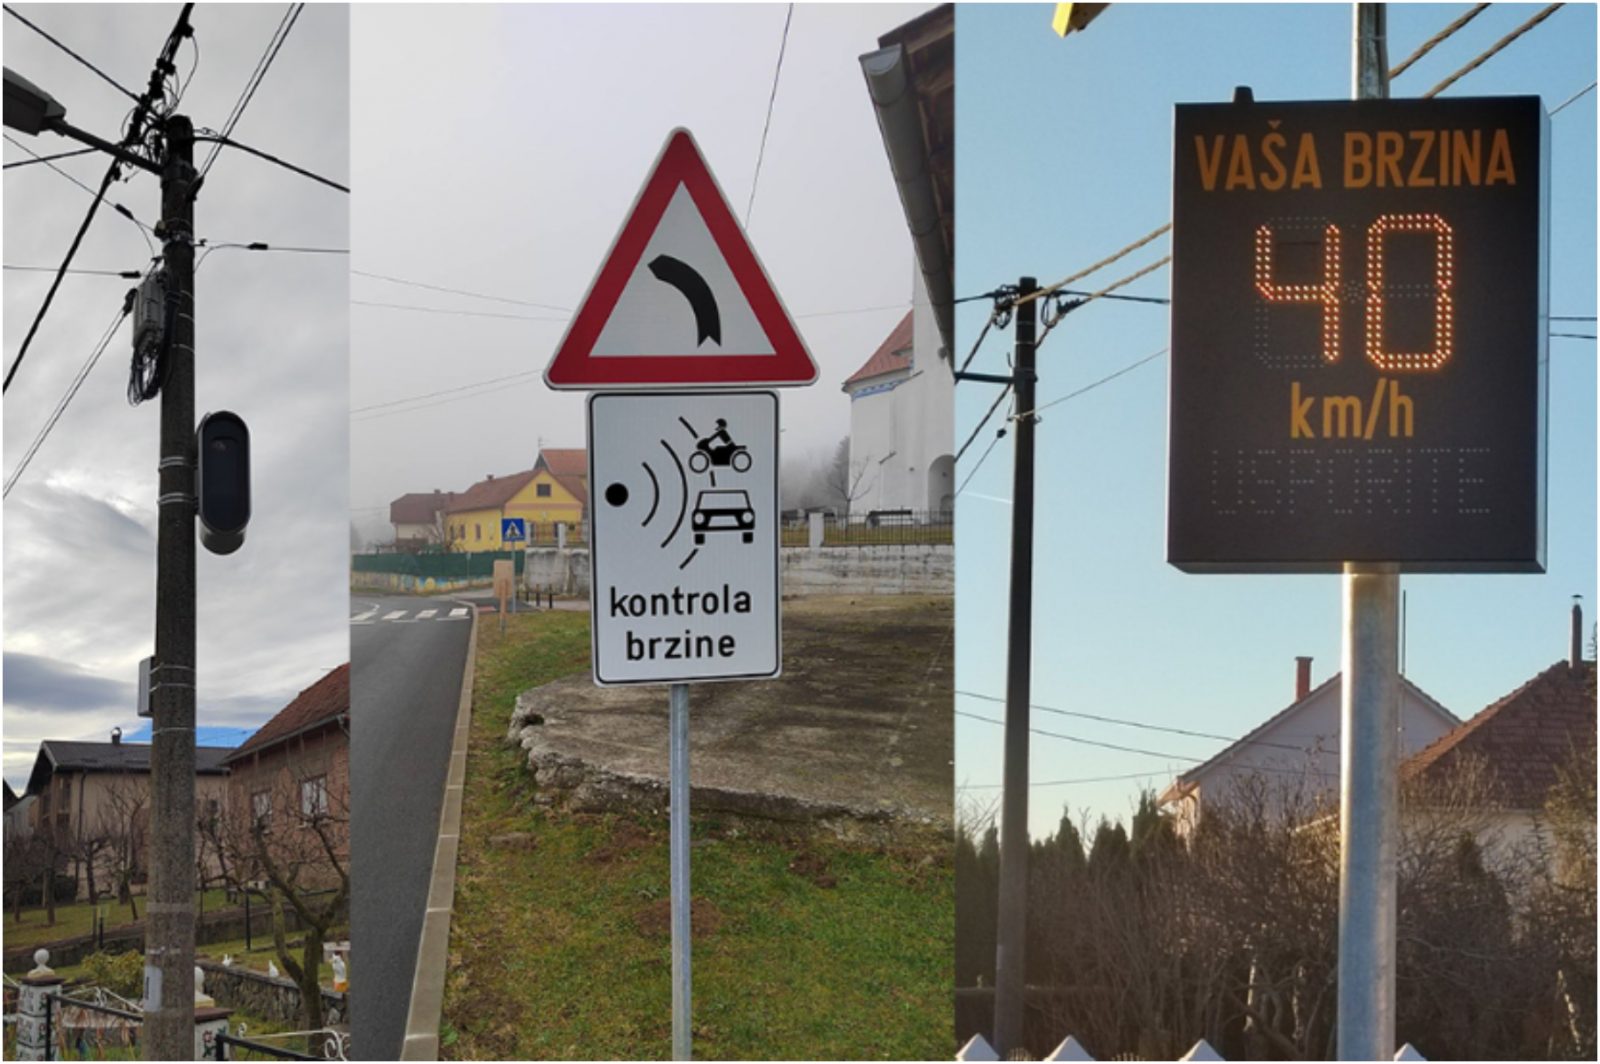 kontrola
brzine
VAŠA BRZINA
40
km/h
USPORITE